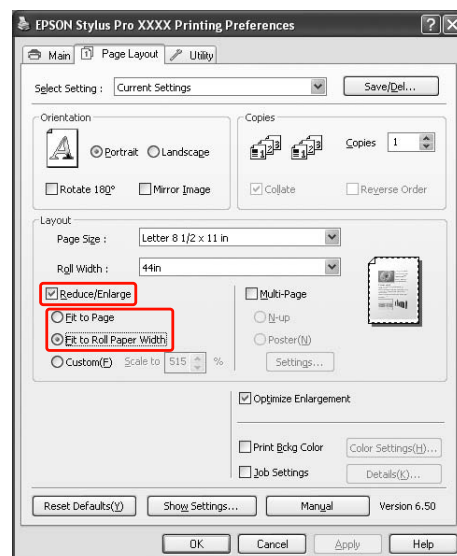 EPSON Stylus Pro XXXX Printing Preferences
Main Page Layout Utility
Select Setting : Current Settings Save/Del...
Orientation
Portrait Landscape
Rotate 180° Mirror Image
Copies
Copies 1
Collate Reverse Order
Layout
Page Size : Letter 8 1/2 x 11 in
Roll Width : 44in
Reduce/Enlarge
Fit to Page
Fit to Roll Paper Width
Custom(F) Scale to 515 %
Multi-Page
N-up
Poster(N)
Settings...
Optimize Enlargement
Print Bckg Color Color Settings(H)...
Job Settings Details(K)...
Reset Defaults(Y) Show Settings... Manual Version 6.50
OK Cancel Apply Help